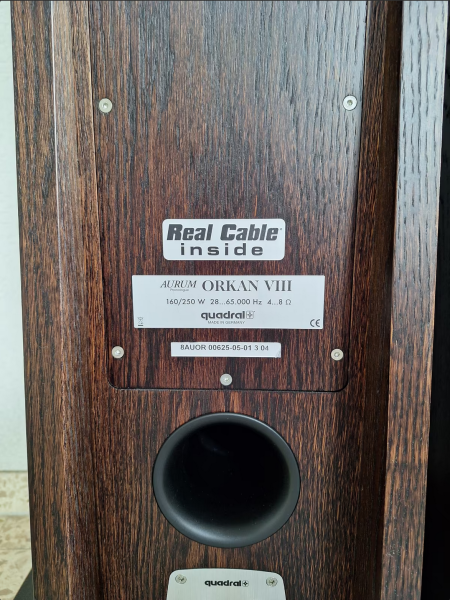 Real Cable®
inside
AURUM ORKAN VIII
160/250 W 28...65.000 Hz 4...8 Ω
quadral
MADE IN GERMANY
CE
8AUOR 00625-05-01 3 04
quadral